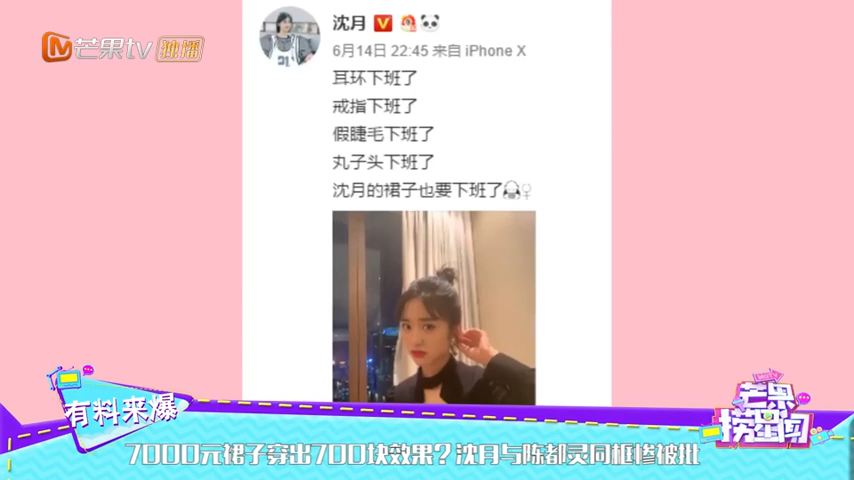 芒果tv 独播
沈月
6月14日 22:45 来自 iPhone X
耳环下班了
戒指下班了
假睫毛下班了
丸子头下班了
沈月的裙子也要下班了
有料来爆
芒果
捞星闻
7000元裙子穿出700块效果？沈月与陈都灵同框惨被批